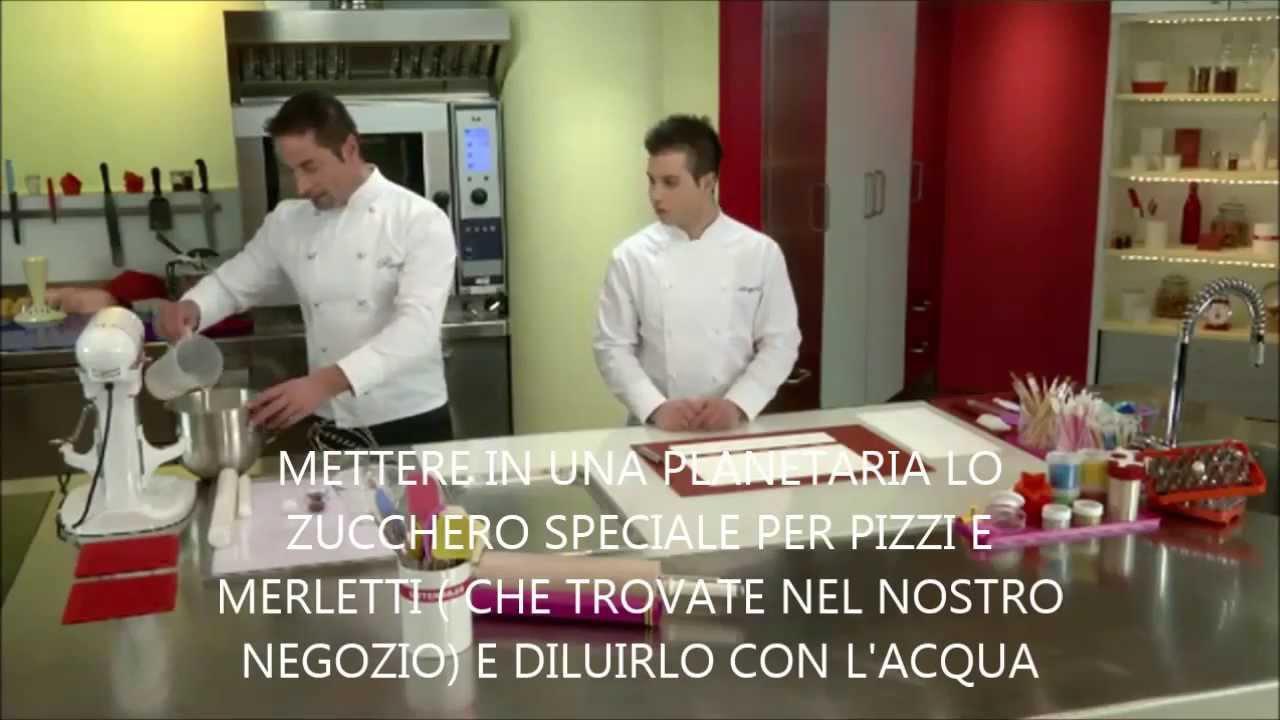 METTERE IN UNA PLANETARIA LO
ZUCCHERO SPECIALE PER PIZZI E
MERLETTI ( CHE TROVATE NEL NOSTRO
NEGOZIO) E DILUIRLO CON L'ACQUA